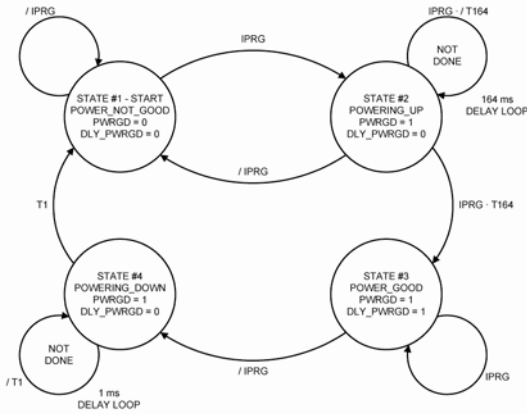 / IPRG
IPRG
IPRG · / T164
NOT
DONE
STATE #1 - START
POWER_NOT_GOOD
PWRGD = 0
DLY_PWRGD = 0
STATE #2
POWERING_UP
PWRGD = 1
DLY_PWRGD = 0
164 ms
DELAY LOOP
/ IPRG
T1
IPRG · T164
STATE #4
POWERING_DOWN
PWRGD = 1
DLY_PWRGD = 0
STATE #3
POWER_GOOD
PWRGD = 1
DLY_PWRGD = 1
NOT
DONE
/ IPRG
/ T1
IPRG
1 ms
DELAY LOOP